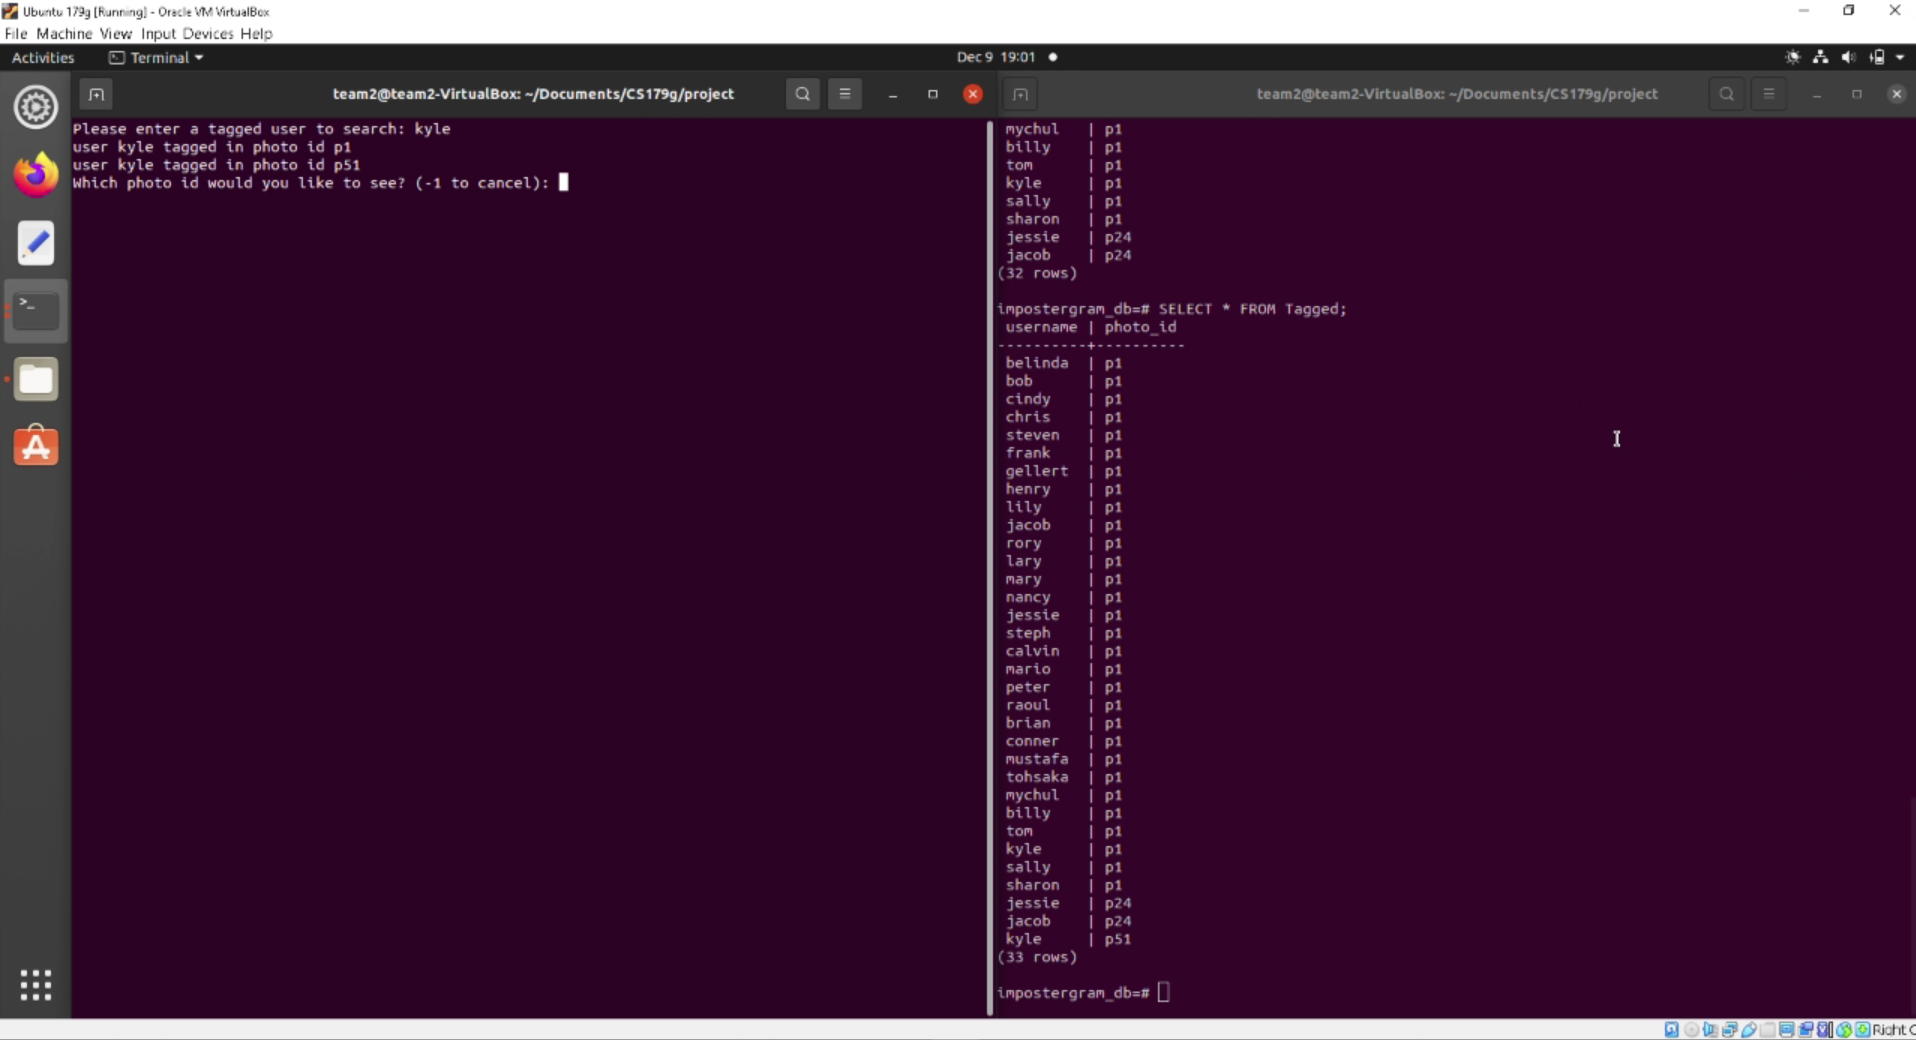 Ubuntu 179g [Running] - Oracle VM VirtualBox
File Machine View Input Devices Help
Activities Terminal Dec 9 19:01
team2@team2-VirtualBox: ~/Documents/CS179g/project
Please enter a tagged user to search: kyle
user kyle tagged in photo id p1
user kyle tagged in photo id p51
Which photo id would you like to see? (-1 to cancel):
team2@team2-VirtualBox: ~/Documents/CS179g/project
mychul | p1
billy | p1
tom | p1
kyle | p1
sally | p1
sharon | p1
jessie | p24
jacob | p24
(32 rows)
impostergram_db=# SELECT * FROM Tagged;
username | photo_id
----------+----------
belinda | p1
bob | p1
cindy | p1
chris | p1
steven | p1
frank | p1
gellert | p1
henry | p1
lily | p1
jacob | p1
rory | p1
lary | p1
mary | p1
nancy | p1
jessie | p1
steph | p1
calvin | p1
mario | p1
peter | p1
raoul | p1
brian | p1
conner | p1
mustafa | p1
tohsaka | p1
mychul | p1
billy | p1
tom | p1
kyle | p1
sally | p1
sharon | p1
jessie | p24
jacob | p24
kyle | p51
(33 rows)
impostergram_db=#
Right C